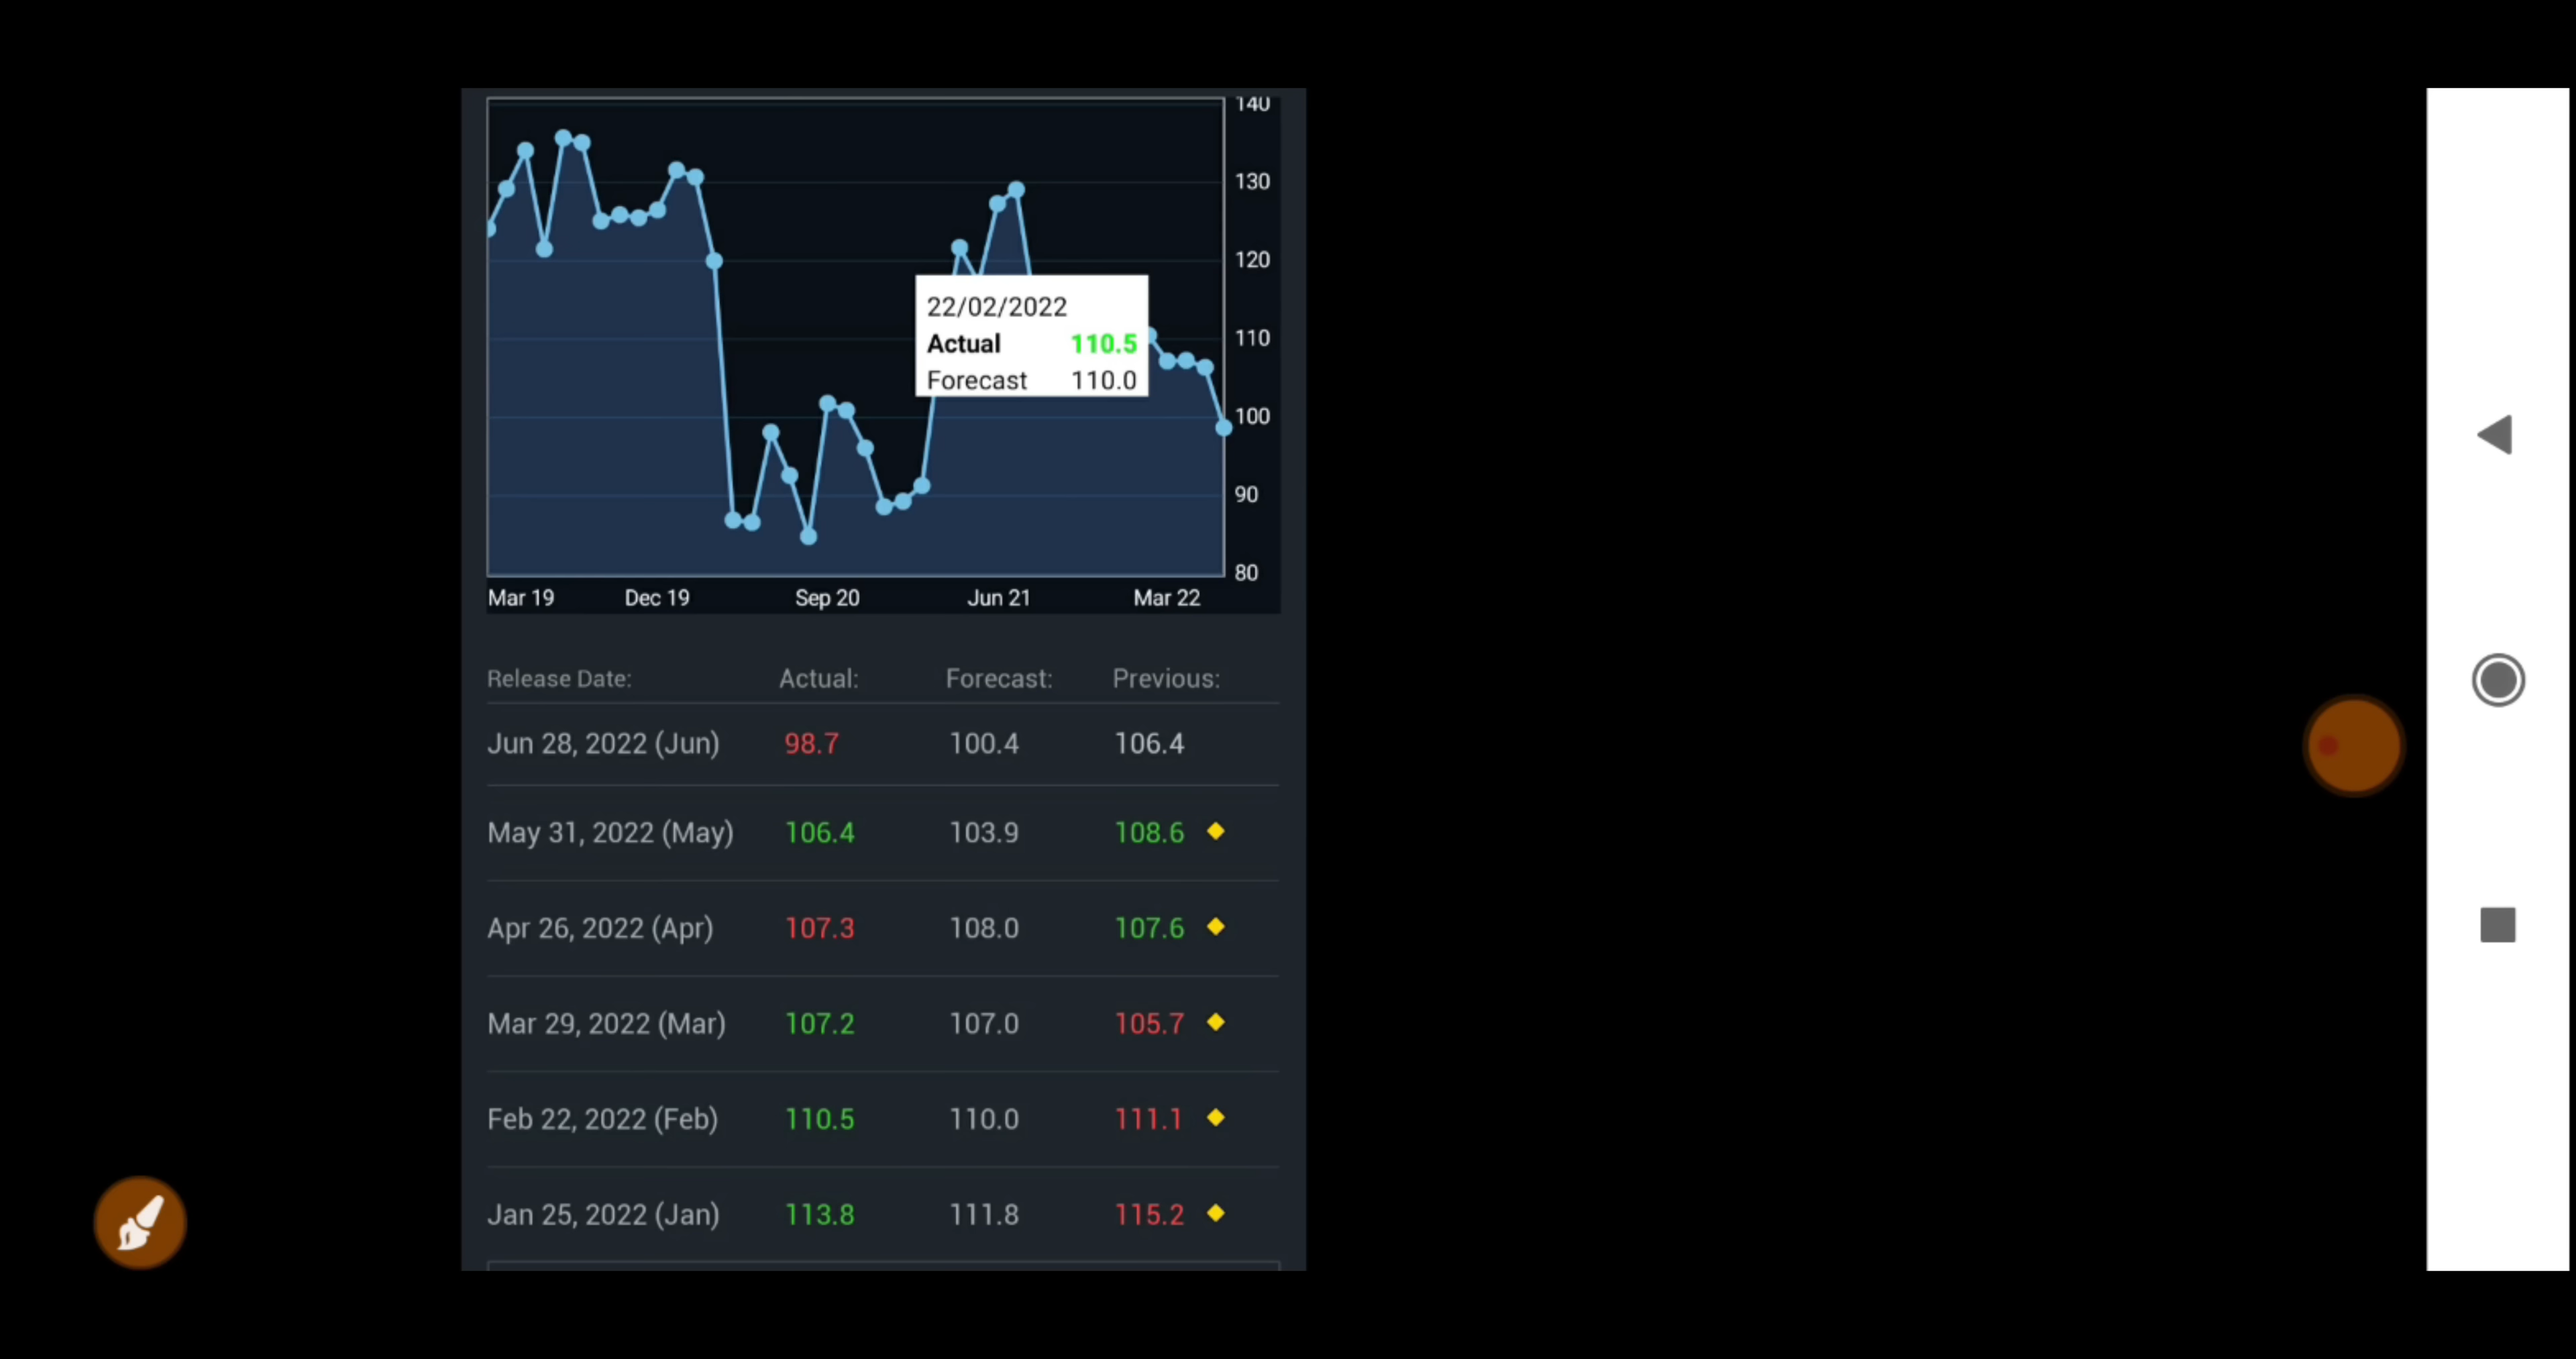 140
130
120
110
100
90
80
22/02/2022
Actual 110.5
Forecast 110.0
Mar 19 Dec 19 Sep 20 Jun 21 Mar 22
Release Date: Actual: Forecast: Previous:
Jun 28, 2022 (Jun) 98.7 100.4 106.4
May 31, 2022 (May) 106.4 103.9 108.6
Apr 26, 2022 (Apr) 107.3 108.0 107.6
Mar 29, 2022 (Mar) 107.2 107.0 105.7
Feb 22, 2022 (Feb) 110.5 110.0 111.1
Jan 25, 2022 (Jan) 113.8 111.8 115.2